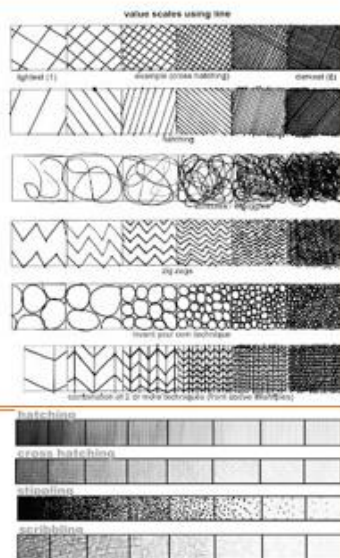 value scales using line
lightest (1) example (cross hatching) darkest (6)
hatching
zig zags
invent your own technique
combination of 2 or more techniques (from above examples)
hatching
cross hatching
stippling
scribbling